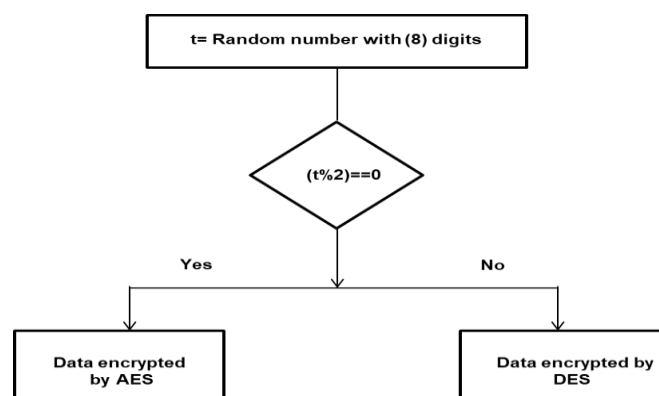 t= Random number with (8) digits
(t%2)==0
Yes
No
Data encrypted
by AES
Data encrypted by
DES